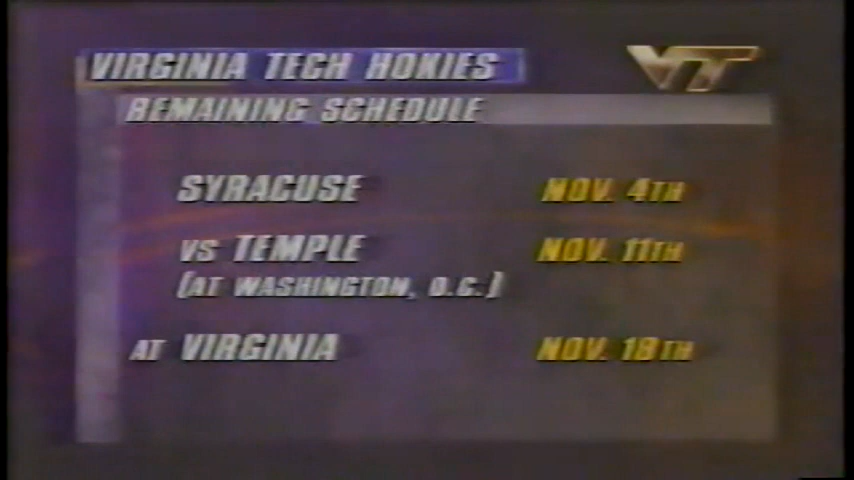 VIRGINIA TECH HOKIES
VT
REMAINING SCHEDULE
SYRACUSE NOV. 4TH
VS TEMPLE NOV. 11TH
(AT WASHINGTON, D.C.)
AT VIRGINIA NOV. 18TH